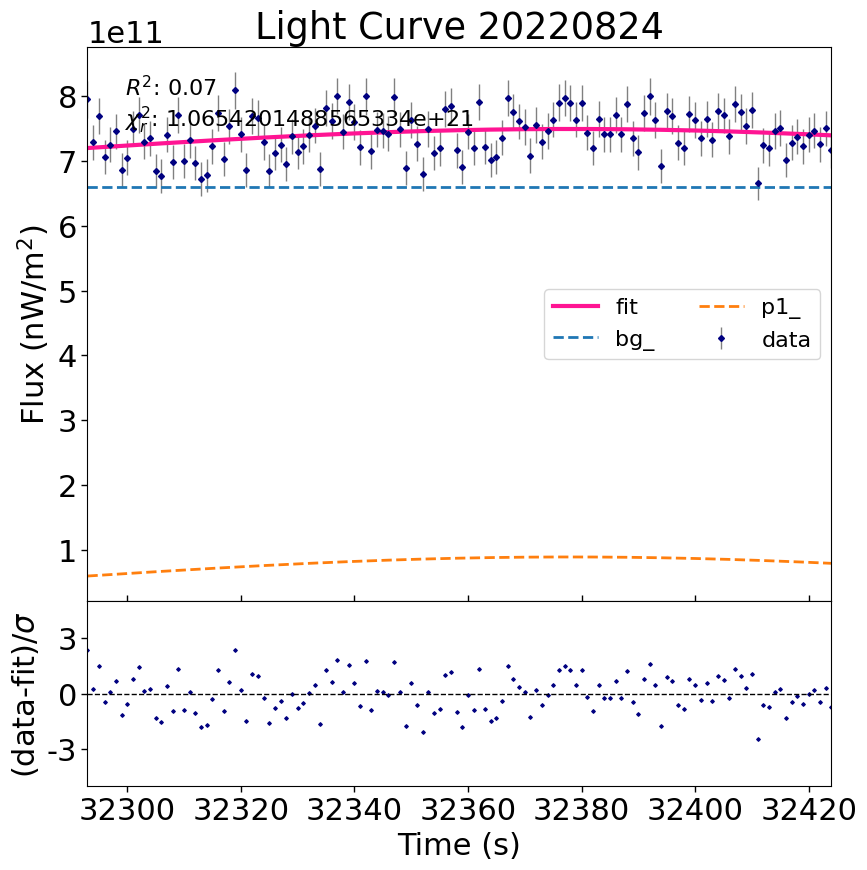 Light Curve 20220824
1e11
R²: 0.07
χ²ᵣ: 1.0654201488565334e+21
8
7
6
5
4
3
2
1
Flux (nW/m²)
fit
bg_
p1_
data
3
0
-3
(data-fit)/σ
32300 32320 32340 32360 32380 32400 32420
Time (s)